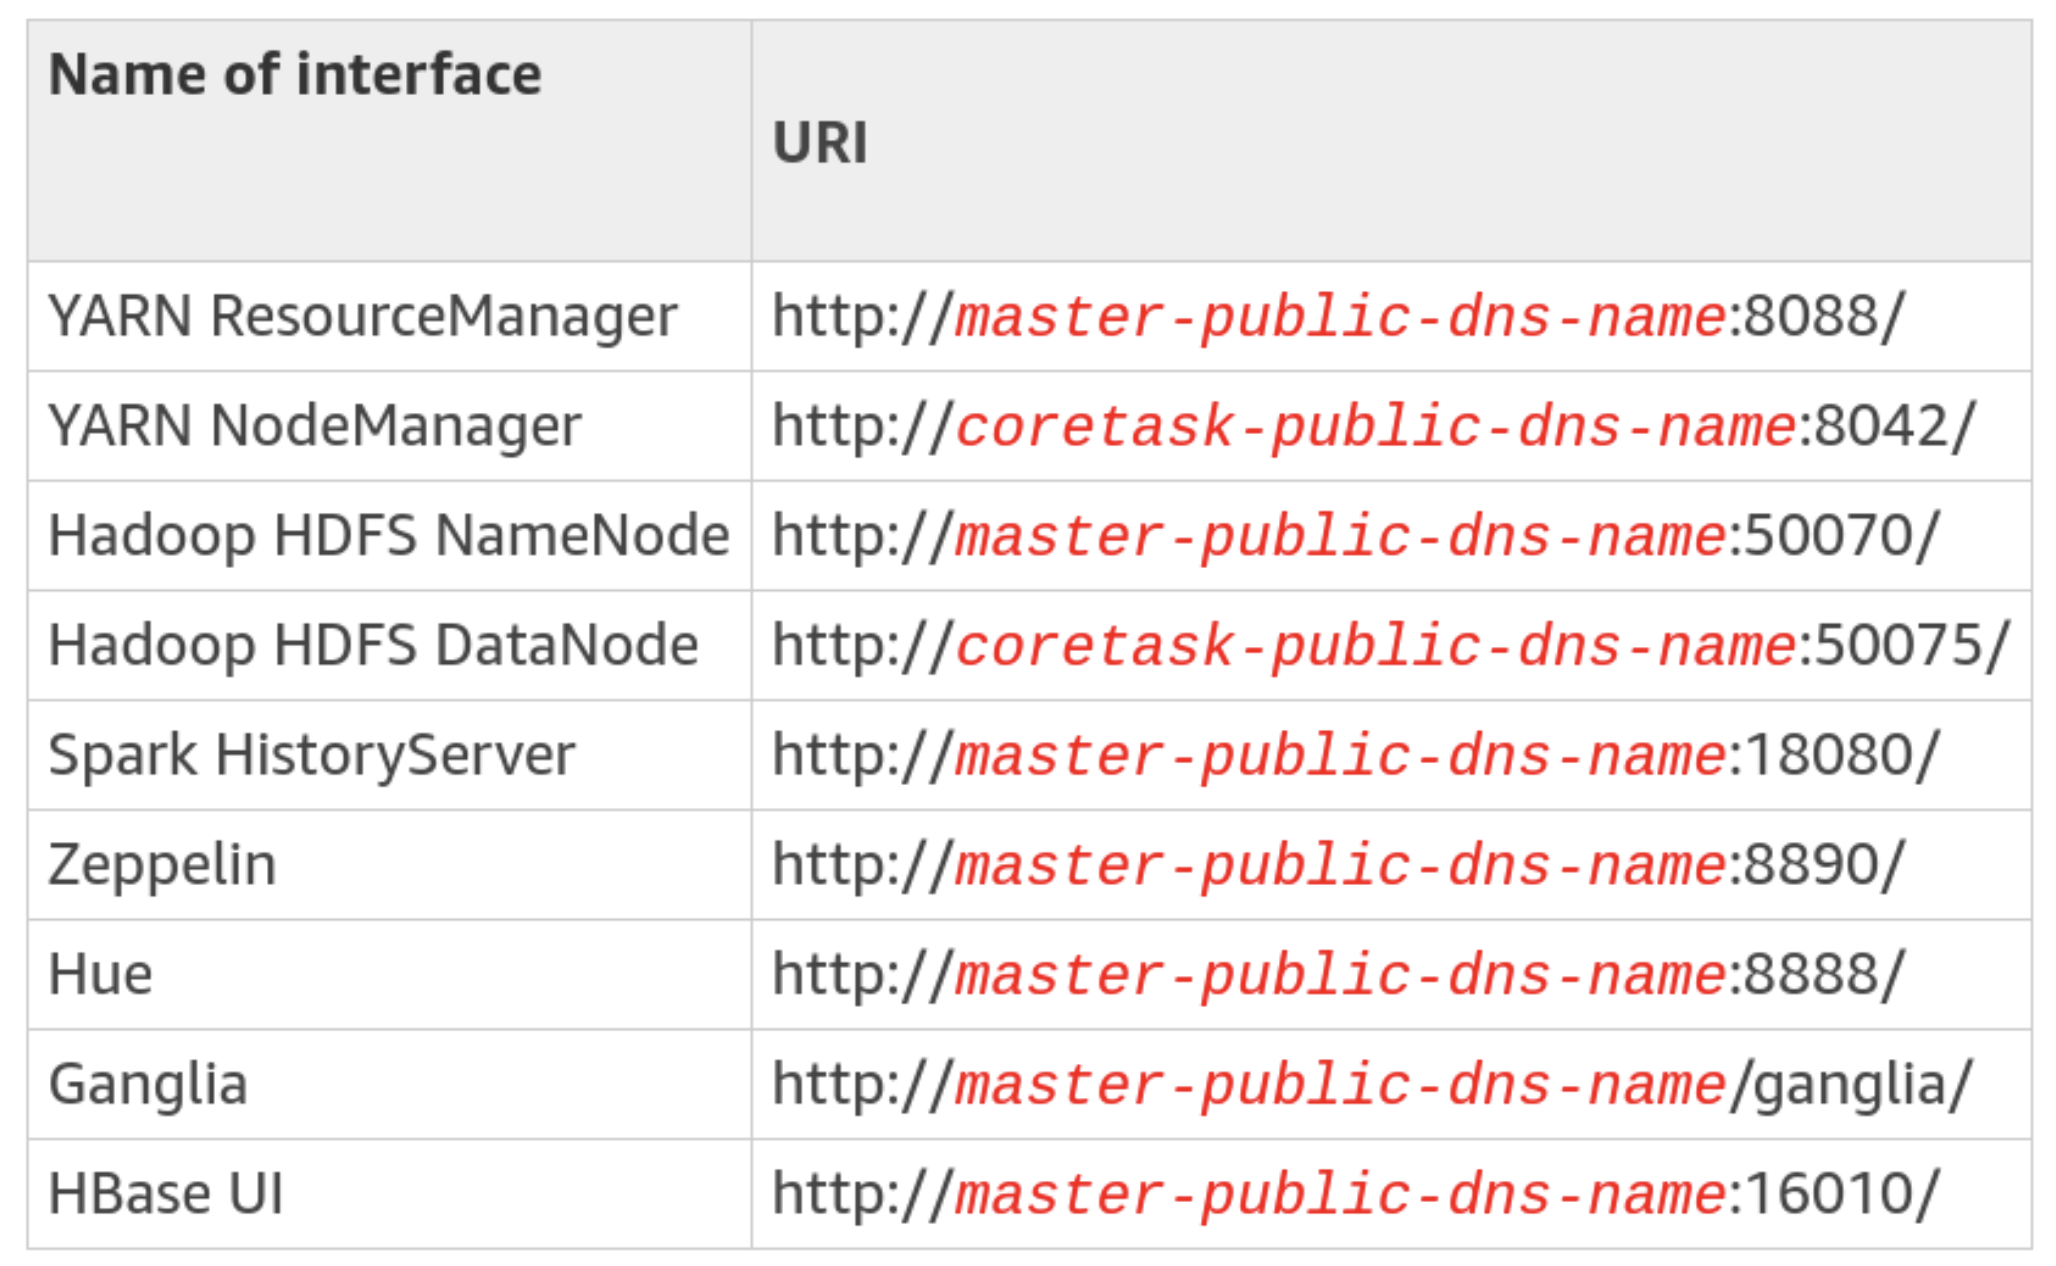 Name of interface
URI
YARN ResourceManager http://master-public-dns-name:8088/
YARN NodeManager http://coretask-public-dns-name:8042/
Hadoop HDFS NameNode http://master-public-dns-name:50070/
Hadoop HDFS DataNode http://coretask-public-dns-name:50075/
Spark HistoryServer http://master-public-dns-name:18080/
Zeppelin http://master-public-dns-name:8890/
Hue http://master-public-dns-name:8888/
Ganglia http://master-public-dns-name/ganglia/
HBase UI http://master-public-dns-name:16010/